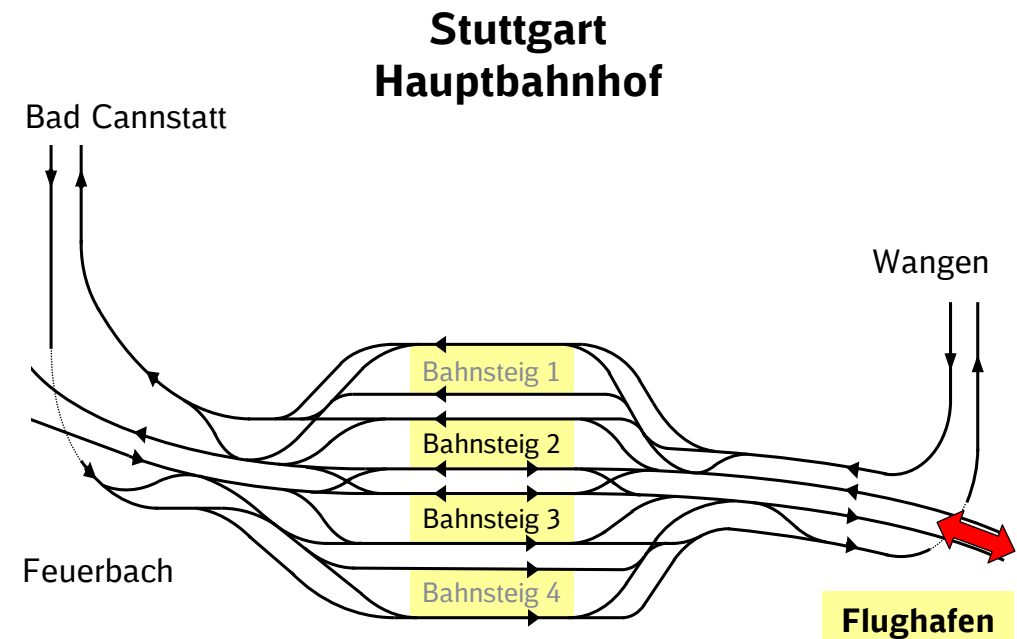 Stuttgart
Hauptbahnhof
Bad Cannstatt
Wangen
Bahnsteig 1
Bahnsteig 2
Bahnsteig 3
Feuerbach
Bahnsteig 4
Flughafen